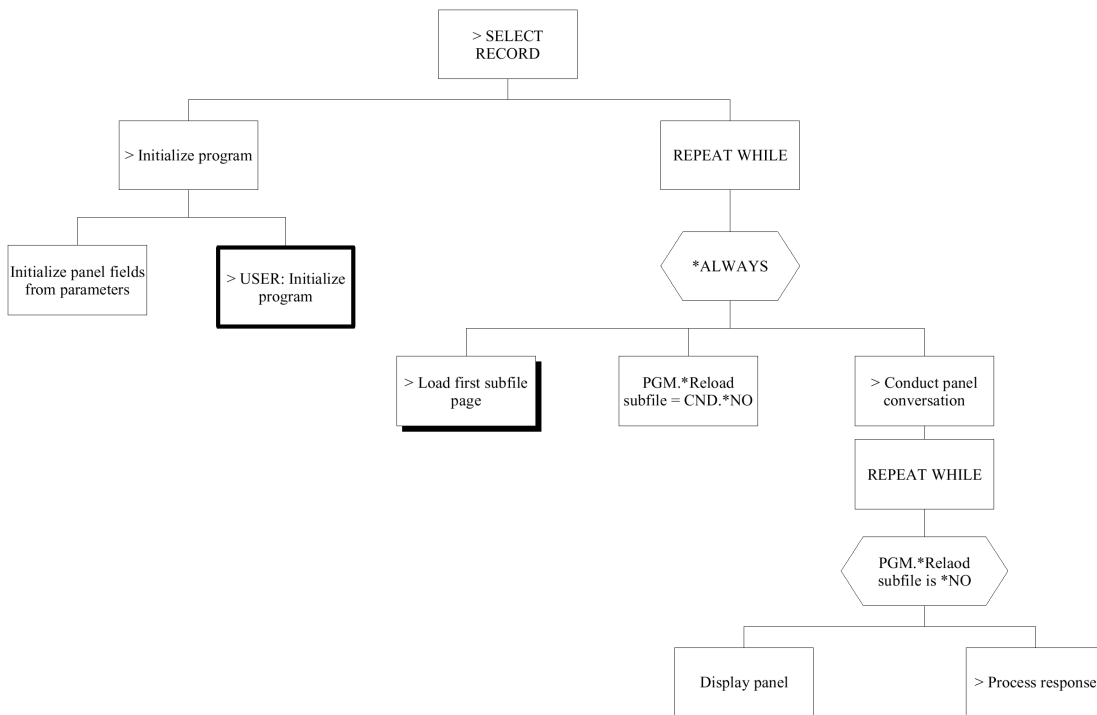 > SELECT
RECORD
> Initialize program
REPEAT WHILE
Initialize panel fields
from parameters
> USER: Initialize
program
*ALWAYS
> Load first subfile
page
PGM.*Reload
subfile = CND.*NO
> Conduct panel
conversation
REPEAT WHILE
PGM.*Relaod
subfile is *NO
Display panel
> Process response